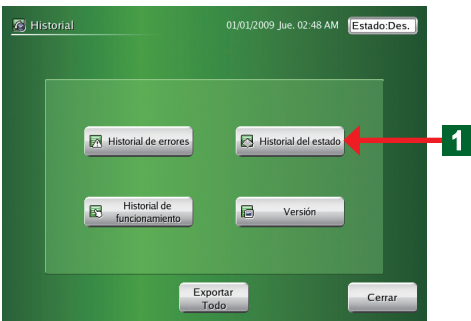 Historial
01/01/2009 Jue. 02:48 AM
Estado:Des.
Historial de errores
Historial del estado
1
Historial de
funcionamiento
Versión
Exportar
Todo
Cerrar